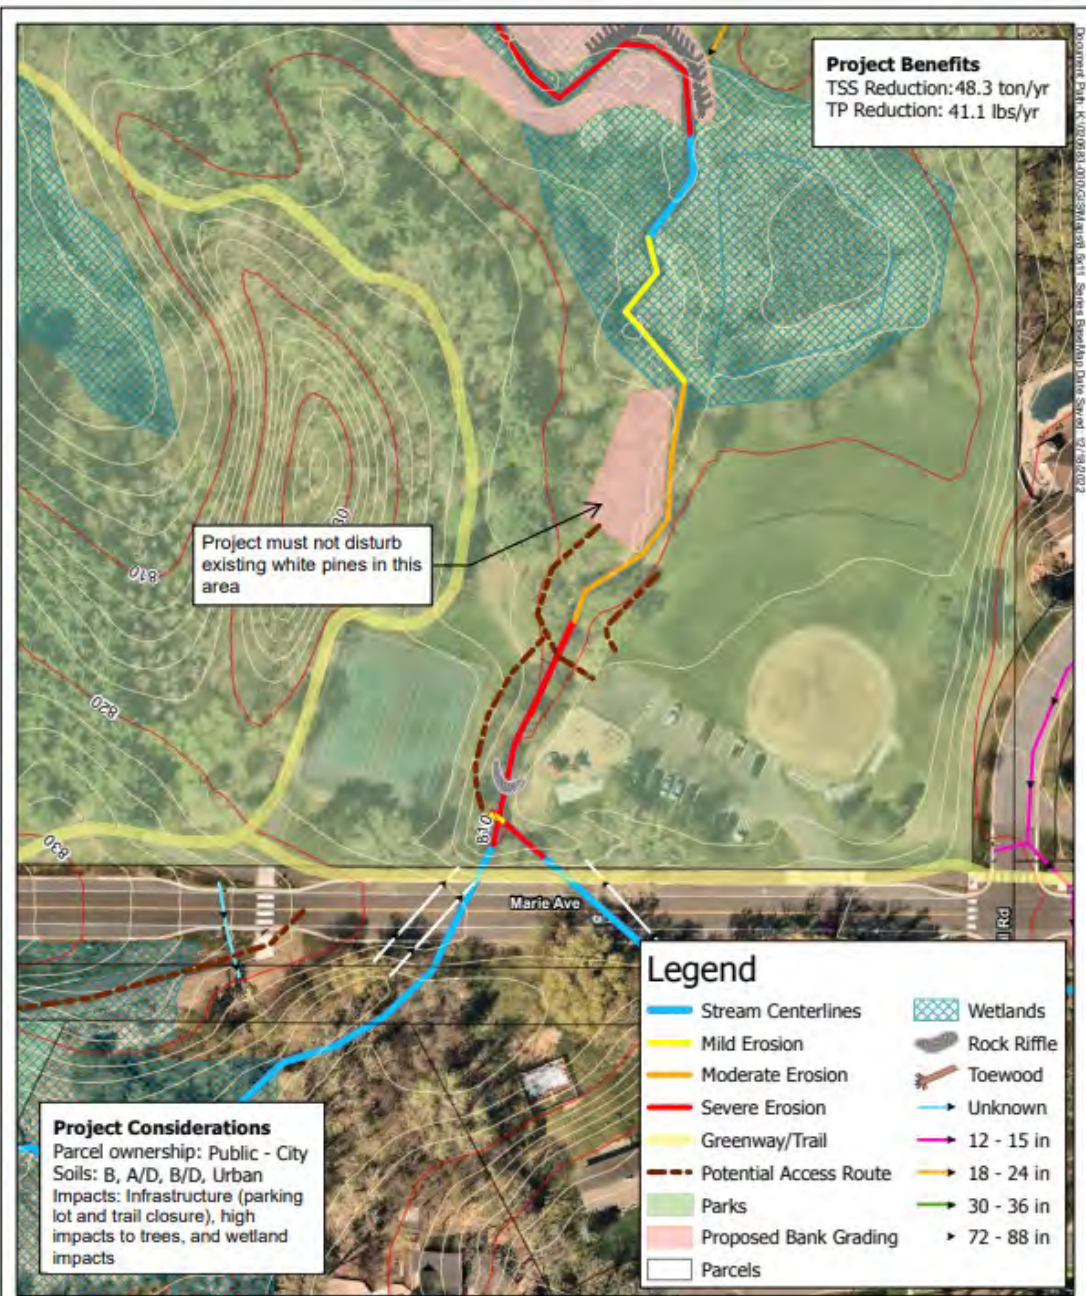 Project Benefits
TSS Reduction: 48.3 ton/yr
TP Reduction: 41.1 lbs/yr
Project must not disturb
existing white pines in this
area
810
820
830
810
Marie Ave
Rd
Legend
Stream Centerlines
Mild Erosion
Moderate Erosion
Severe Erosion
Greenway/Trail
Potential Access Route
Parks
Proposed Bank Grading
Parcels
Wetlands
Rock Riffle
Toewood
Unknown
12 - 15 in
18 - 24 in
30 - 36 in
72 - 88 in
Project Considerations
Parcel ownership: Public - City
Soils: B, A/D, B/D, Urban
Impacts: Infrastructure (parking
lot and trail closure), high
impacts to trees, and wetland
impacts